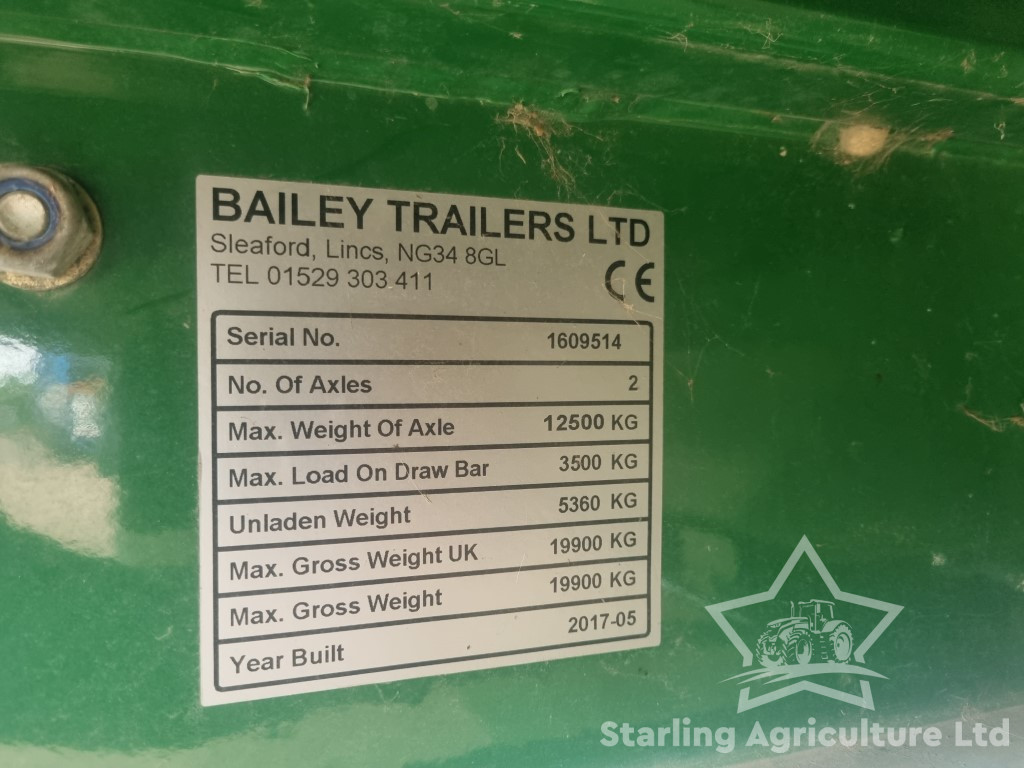 BAILEY TRAILERS LTD
Sleaford, Lincs, NG34 8GL
TEL 01529 303 411
CE
Serial No. 1609514
No. Of Axles 2
Max. Weight Of Axle 12500 KG
Max. Load On Draw Bar 3500 KG
Unladen Weight 5360 KG
Max. Gross Weight UK 19900 KG
Max. Gross Weight 19900 KG
Year Built 2017-05
Starling Agriculture Ltd